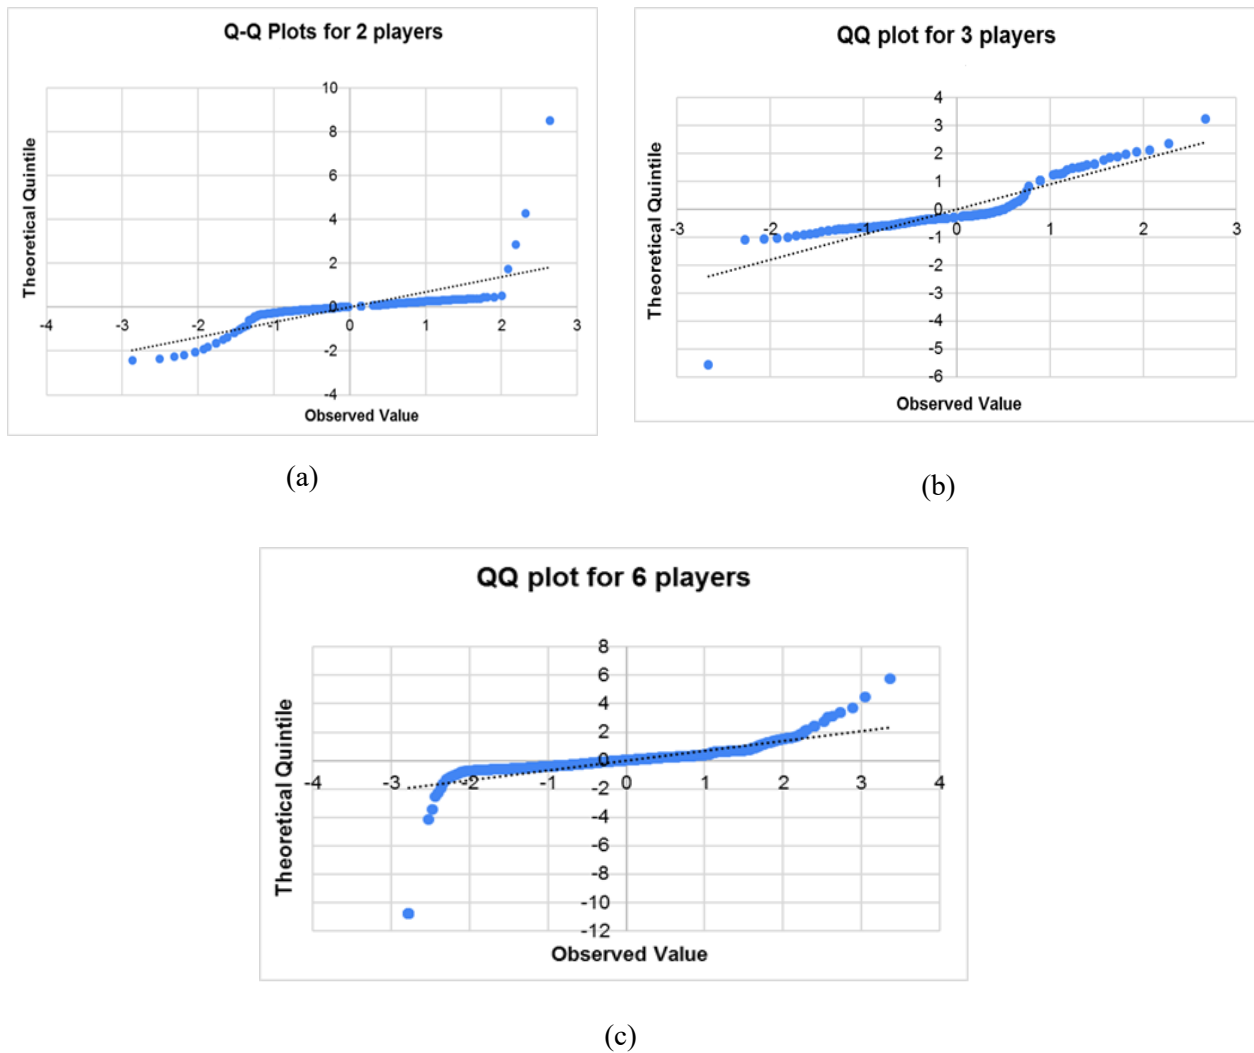 Q-Q Plots for 2 players
10
8
6
4
2
0
-2
-4
-4 -3 -2 -1 0 1 2 3
Theoretical Quintile
Observed Value
(a)
QQ plot for 3 players
4
3
2
1
0
-1
-2
-3
-4
-5
-6
-3 -2 -1 0 1 2 3
Theoretical Quintile
Observed Value
(b)
QQ plot for 6 players
8
6
4
2
0
-2
-4
-6
-8
-10
-12
-4 -3 -2 -1 0 1 2 3 4
Theoretical Quintile
Observed Value
(c)